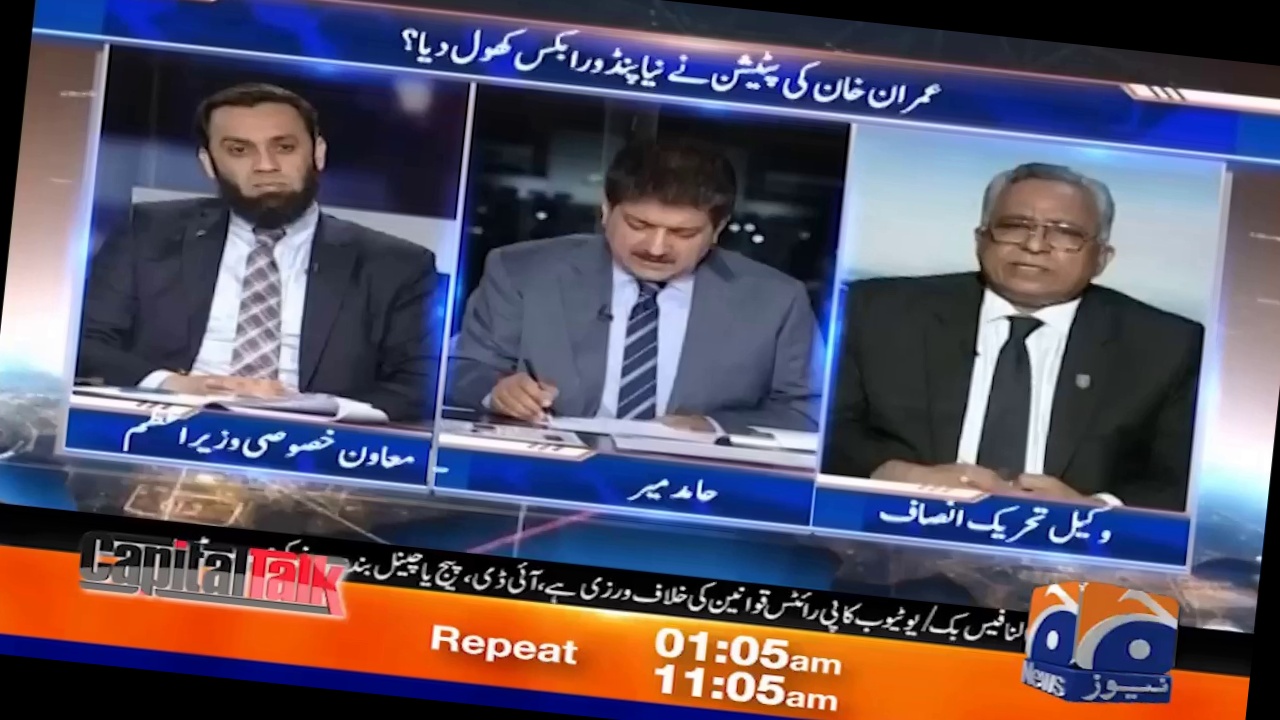 عمران خان کی پٹیشن نے نیا پنڈورا بکس کھول دیا؟
معاون خصوصی وزیراعظم
حامد میر
وکیل تحریک انصاف
فیس بک/یوٹیوب کاپی رائٹس قوانین کی خلاف ورزی ہے، آئی ڈی، پیج یا چینل بند
Capital Talk
Repeat 01:05am
11:05am
جیو
News نیوز